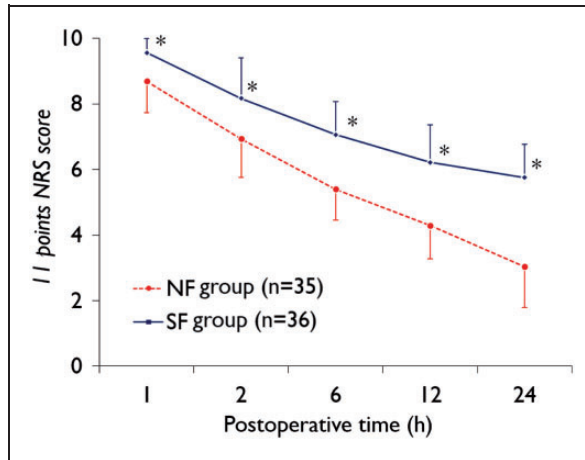 11 points NRS score
10
8
6
4
2
0
*
*
*
*
*
NF group (n=35)
SF group (n=36)
1 2 6 12 24
Postoperative time (h)